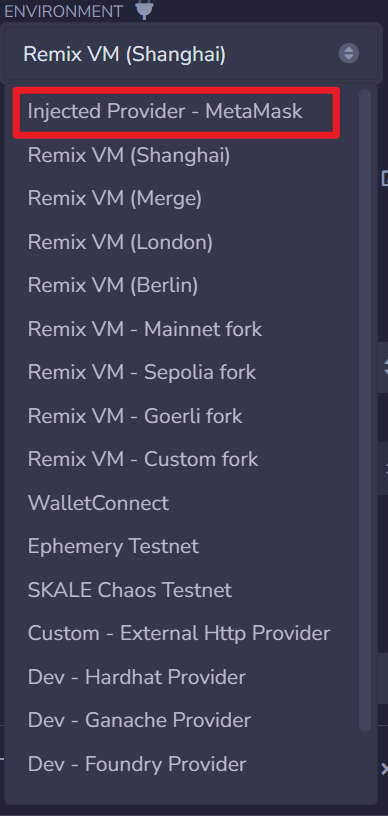 ENVIRONMENT
Remix VM (Shanghai)
Injected Provider - MetaMask
Remix VM (Shanghai)
Remix VM (Merge)
Remix VM (London)
Remix VM (Berlin)
Remix VM - Mainnet fork
Remix VM - Sepolia fork
Remix VM - Goerli fork
Remix VM - Custom fork
WalletConnect
Ephemery Testnet
SKALE Chaos Testnet
Custom - External Http Provider
Dev - Hardhat Provider
Dev - Ganache Provider
Dev - Foundry Provider